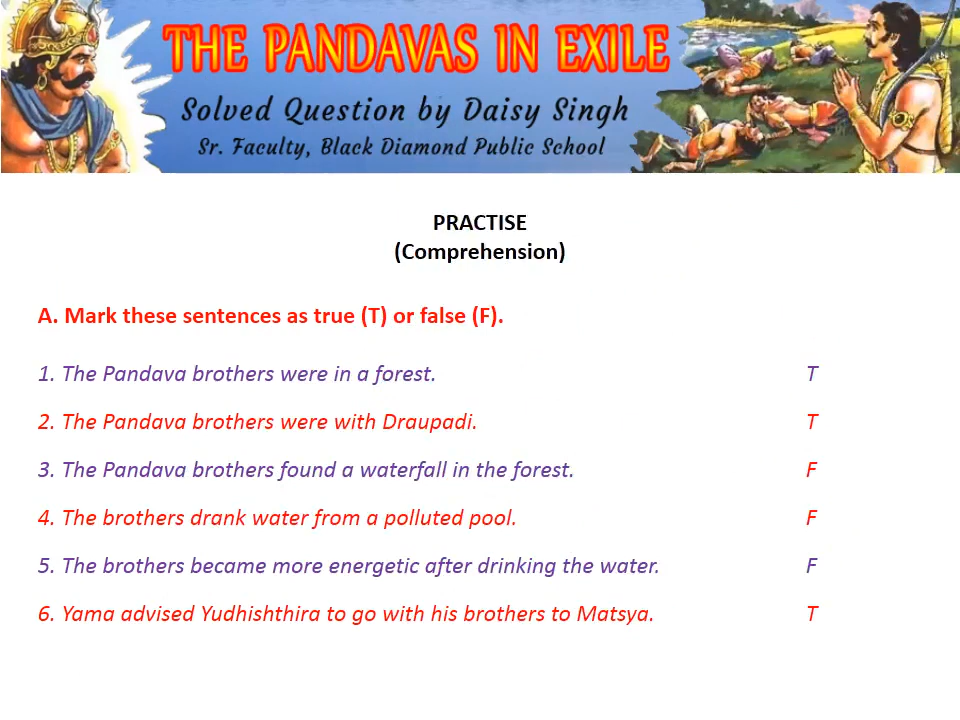 THE PANDAVAS IN EXILE
Solved Question by Daisy Singh
Sr. Faculty, Black Diamond Public School
PRACTISE
(Comprehension)
A. Mark these sentences as true (T) or false (F).
1. The Pandava brothers were in a forest. T
2. The Pandava brothers were with Draupadi. T
3. The Pandava brothers found a waterfall in the forest. F
4. The brothers drank water from a polluted pool. F
5. The brothers became more energetic after drinking the water. F
6. Yama advised Yudhishthira to go with his brothers to Matsya. T